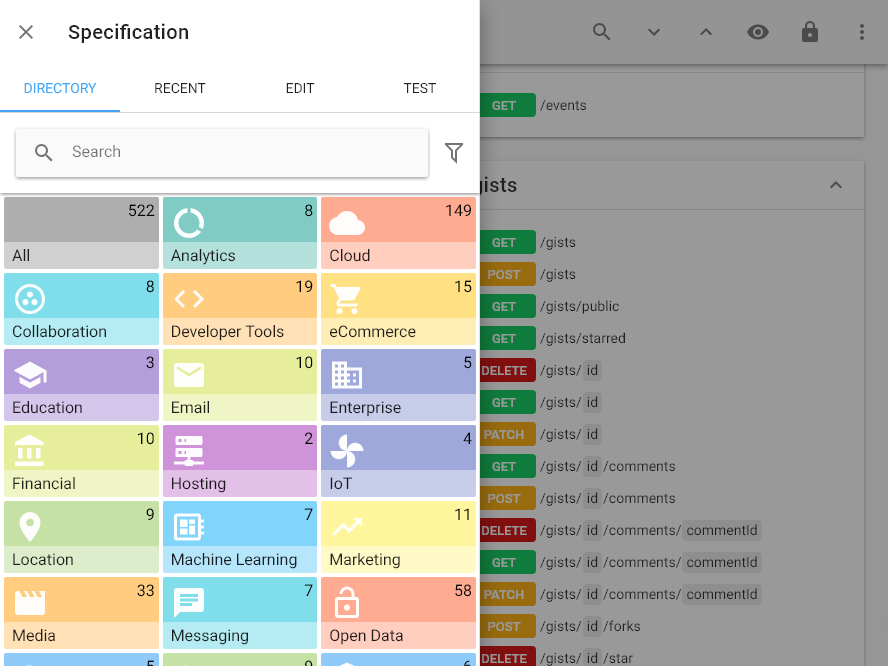 Specification
DIRECTORY RECENT EDIT TEST
Search
522 8 149
All Analytics Cloud
8 19 15
Collaboration Developer Tools eCommerce
3 10 5
Education Email Enterprise
10 2 4
Financial Hosting IoT
9 7 11
Location Machine Learning Marketing
33 7 58
Media Messaging Open Data
5 9 6
GET /events
gists
GET /gists
POST /gists
GET /gists/public
GET /gists/starred
DELETE /gists/ id
GET /gists/ id
PATCH /gists/ id
GET /gists/ id /comments
POST /gists/ id /comments
DELETE /gists/ id /comments/ commentId
GET /gists/ id /comments/ commentId
PATCH /gists/ id /comments/ commentId
POST /gists/ id /forks
DELETE /gists/ id /star